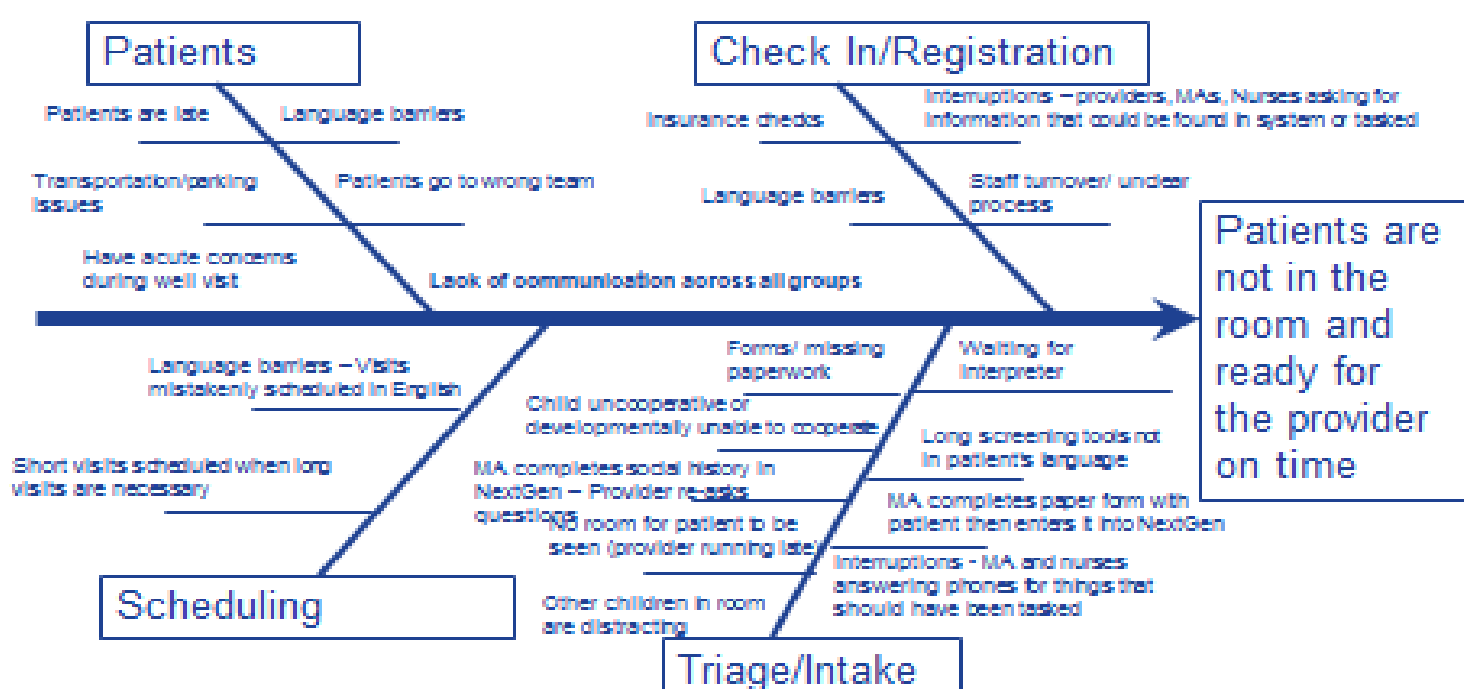 Patients
Check In/Registration
Patients are late
Language barriers
Transportation/parking
issues
Patients go to wrong team
Have acute concerns
during well visit
Insurance checks
Interruptions – providers, MAs, Nurses asking for
information that could be found in system or tasked
Language barriers
Staff turnover/ unclear
process
Lack of communication across all groups
Patients are
not in the
room and
ready for
the provider
on time
Language barriers – Visits
mistakenly scheduled in English
Short visits scheduled when long
visits are necessary
Scheduling
Forms/ missing
paperwork
Waiting for
interpreter
Child uncooperative or
developmentally unable to cooperate
Long screening tools not
in patient's language
MA completes social history in
NextGen – Provider re-asks
questions
MA completes paper form with
patient then enters it into NextGen
No room for patient to be
seen (provider running late)
Interruptions - MA and nurses
answering phones for things that
should have been tasked
Other children in room
are distracting
Triage/Intake